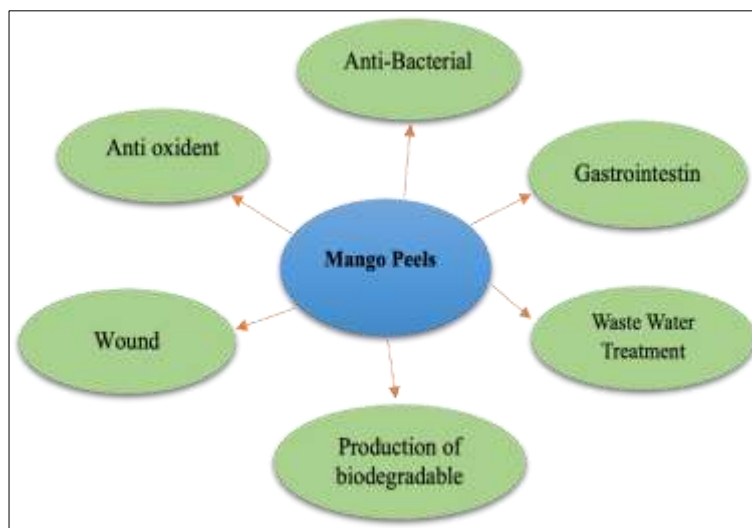 Anti-Bacterial
Anti oxident
Gastrointestin
Mango Peels
Wound
Waste Water
Treatment
Production of
biodegradable